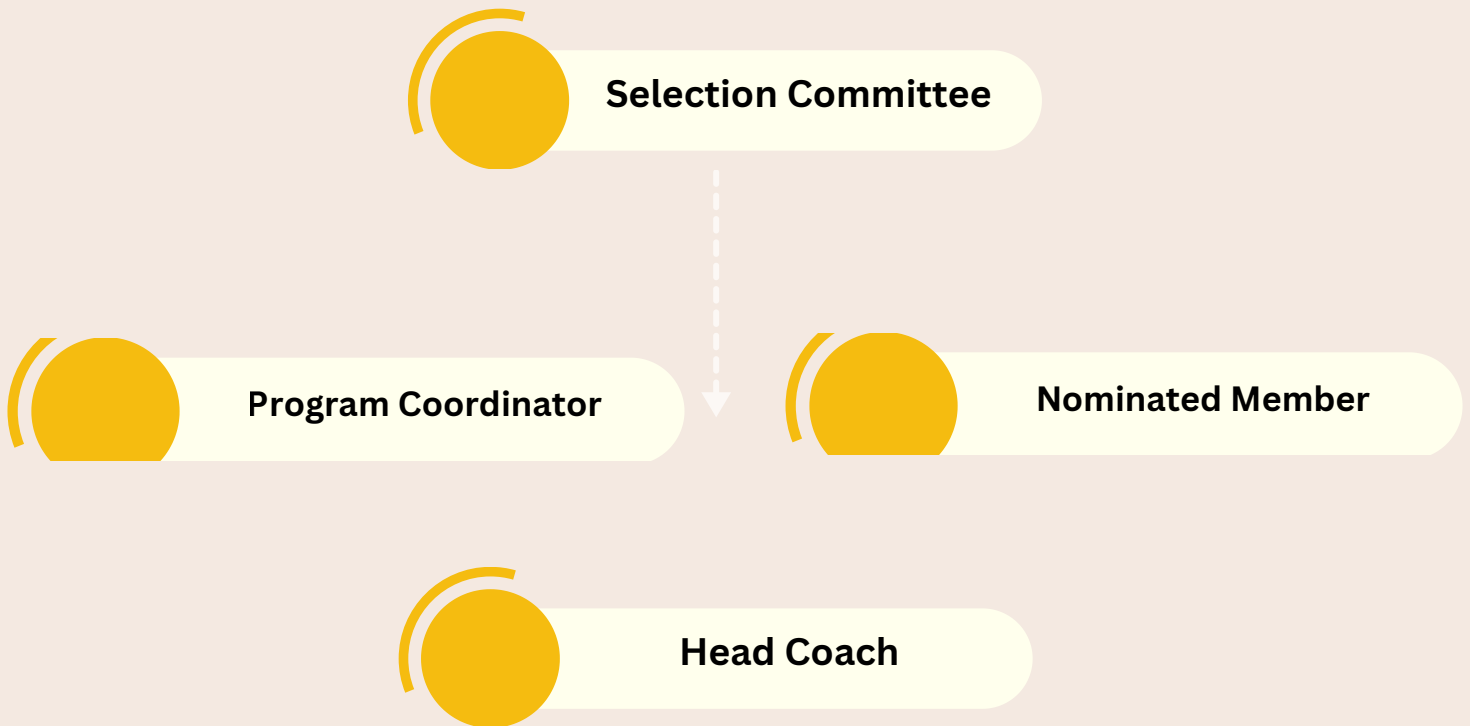 Selection Committee
Program Coordinator
Nominated Member
Head Coach